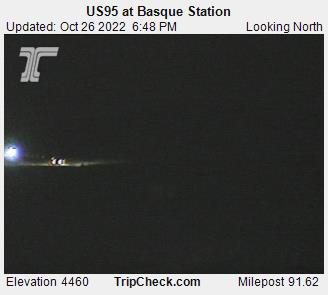 US95 at Basque Station
Updated: Oct 26 2022 6:48 PM Looking North
Elevation 4460 TripCheck.com Milepost 91.62